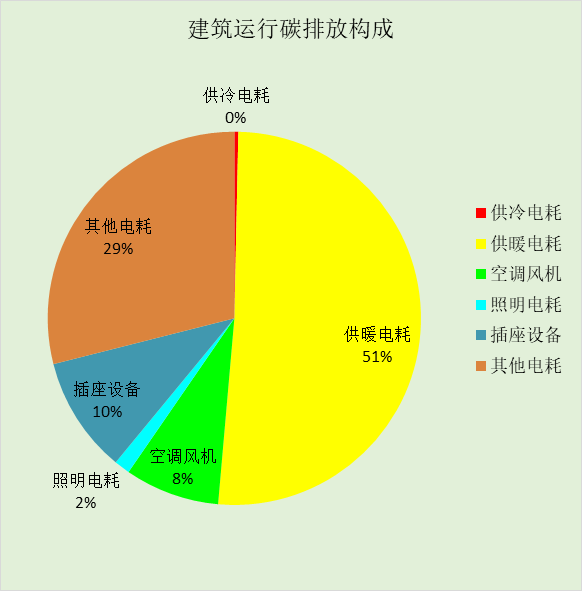 建筑运行碳排放构成
供冷电耗
0%
其他电耗
29%
供暖电耗
51%
插座设备
10%
空调风机
8%
照明电耗
2%
供冷电耗
供暖电耗
空调风机
照明电耗
插座设备
其他电耗